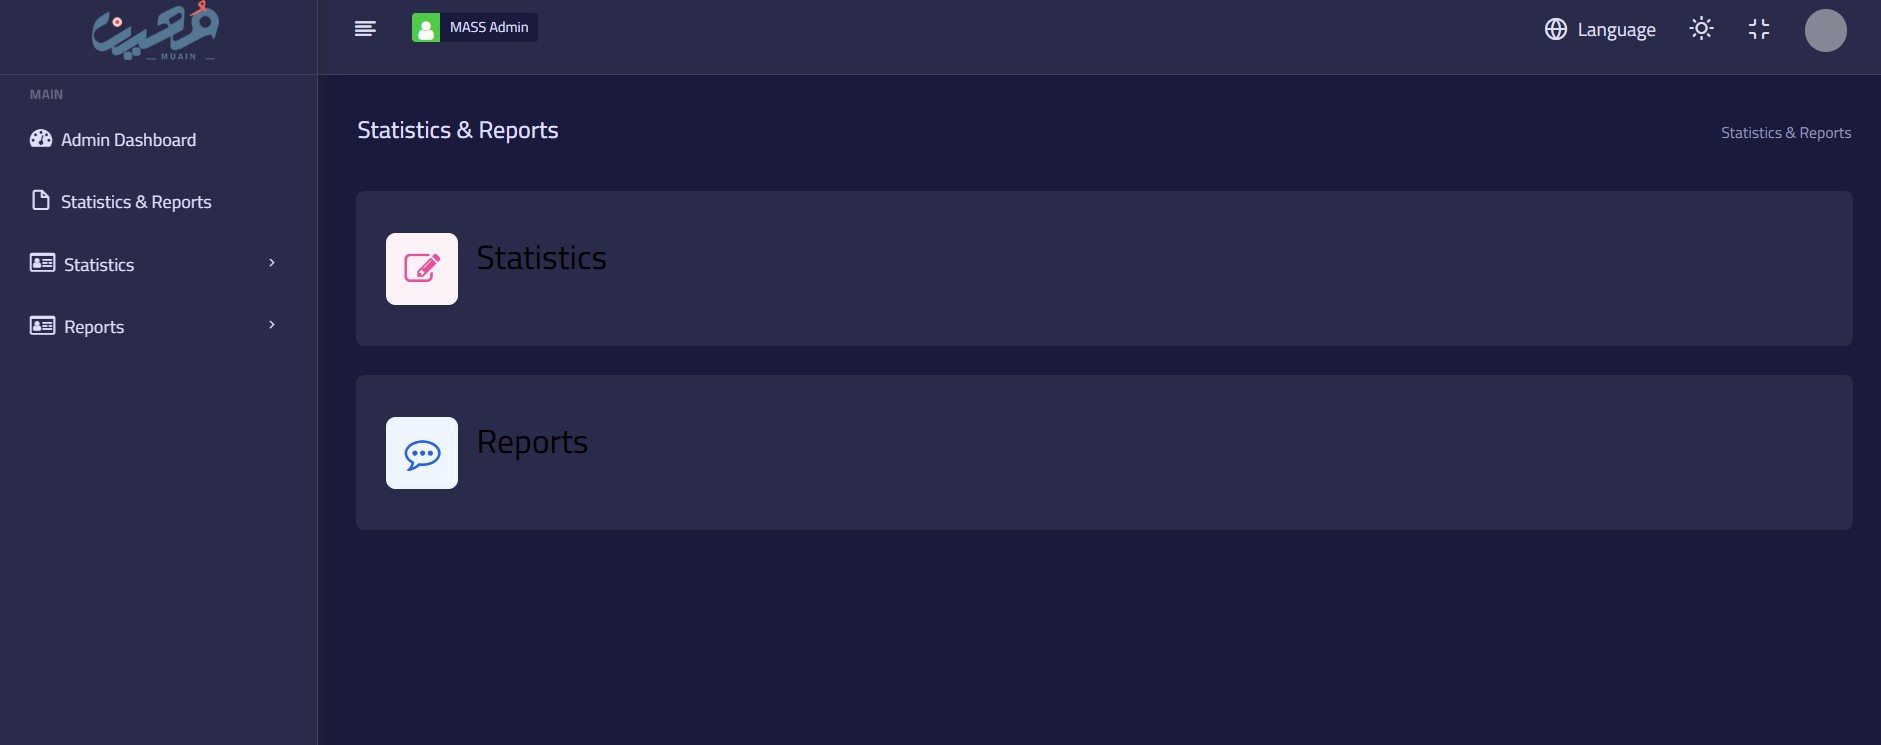 معين
MUAIN
MASS Admin
Language
MAIN
Admin Dashboard
Statistics & Reports
Statistics
Reports
Statistics & Reports
Statistics & Reports
Statistics
Reports